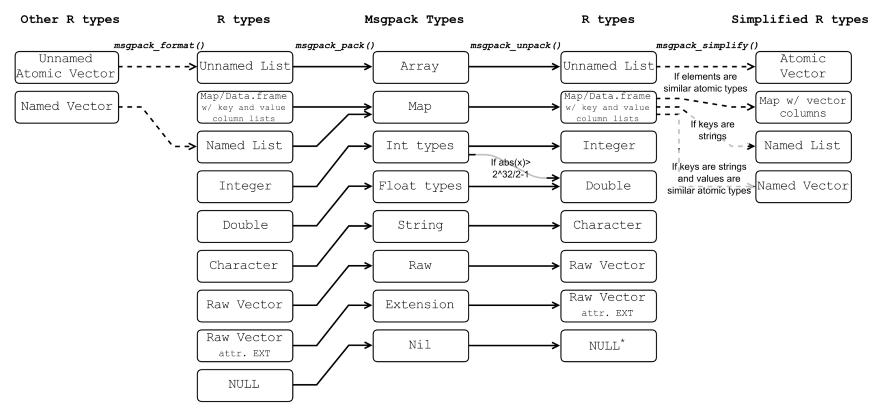 Other R types
R types
Msgpack Types
R types
Simplified R types
msgpack_format()
msgpack_pack()
msgpack_unpack()
msgpack_simplify()
Unnamed
Atomic Vector
Named Vector
Unnamed List
Map/Data.frame
w/ key and value
column lists
Named List
Integer
Double
Character
Raw Vector
Raw Vector
attr. EXT
NULL
Array
Map
Int types
Float types
String
Raw
Extension
Nil
If abs(x)>
2^32/2-1
Unnamed List
Map/Data.frame
w/ key and value
column lists
Integer
Double
Character
Raw Vector
Raw Vector
attr. EXT
NULL*
If elements are
similar atomic types
If keys are
strings
If keys are strings
and values are
similar atomic types
Atomic
Vector
Map w/ vector
columns
Named List
Named Vector